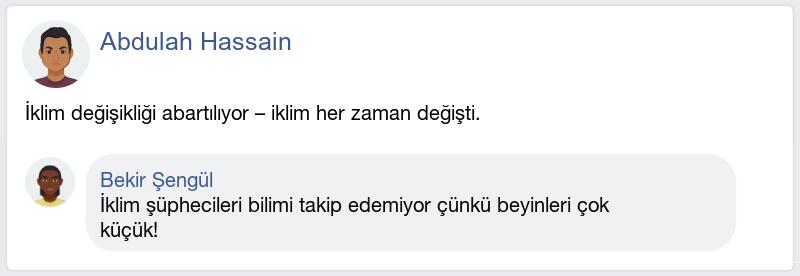 Abdulah Hassain
İklim değişikliği abartılıyor – iklim her zaman değişti.
Bekir Şengül
İklim şüphecileri bilimi takip edemiyor çünkü beyinleri çok
küçük!